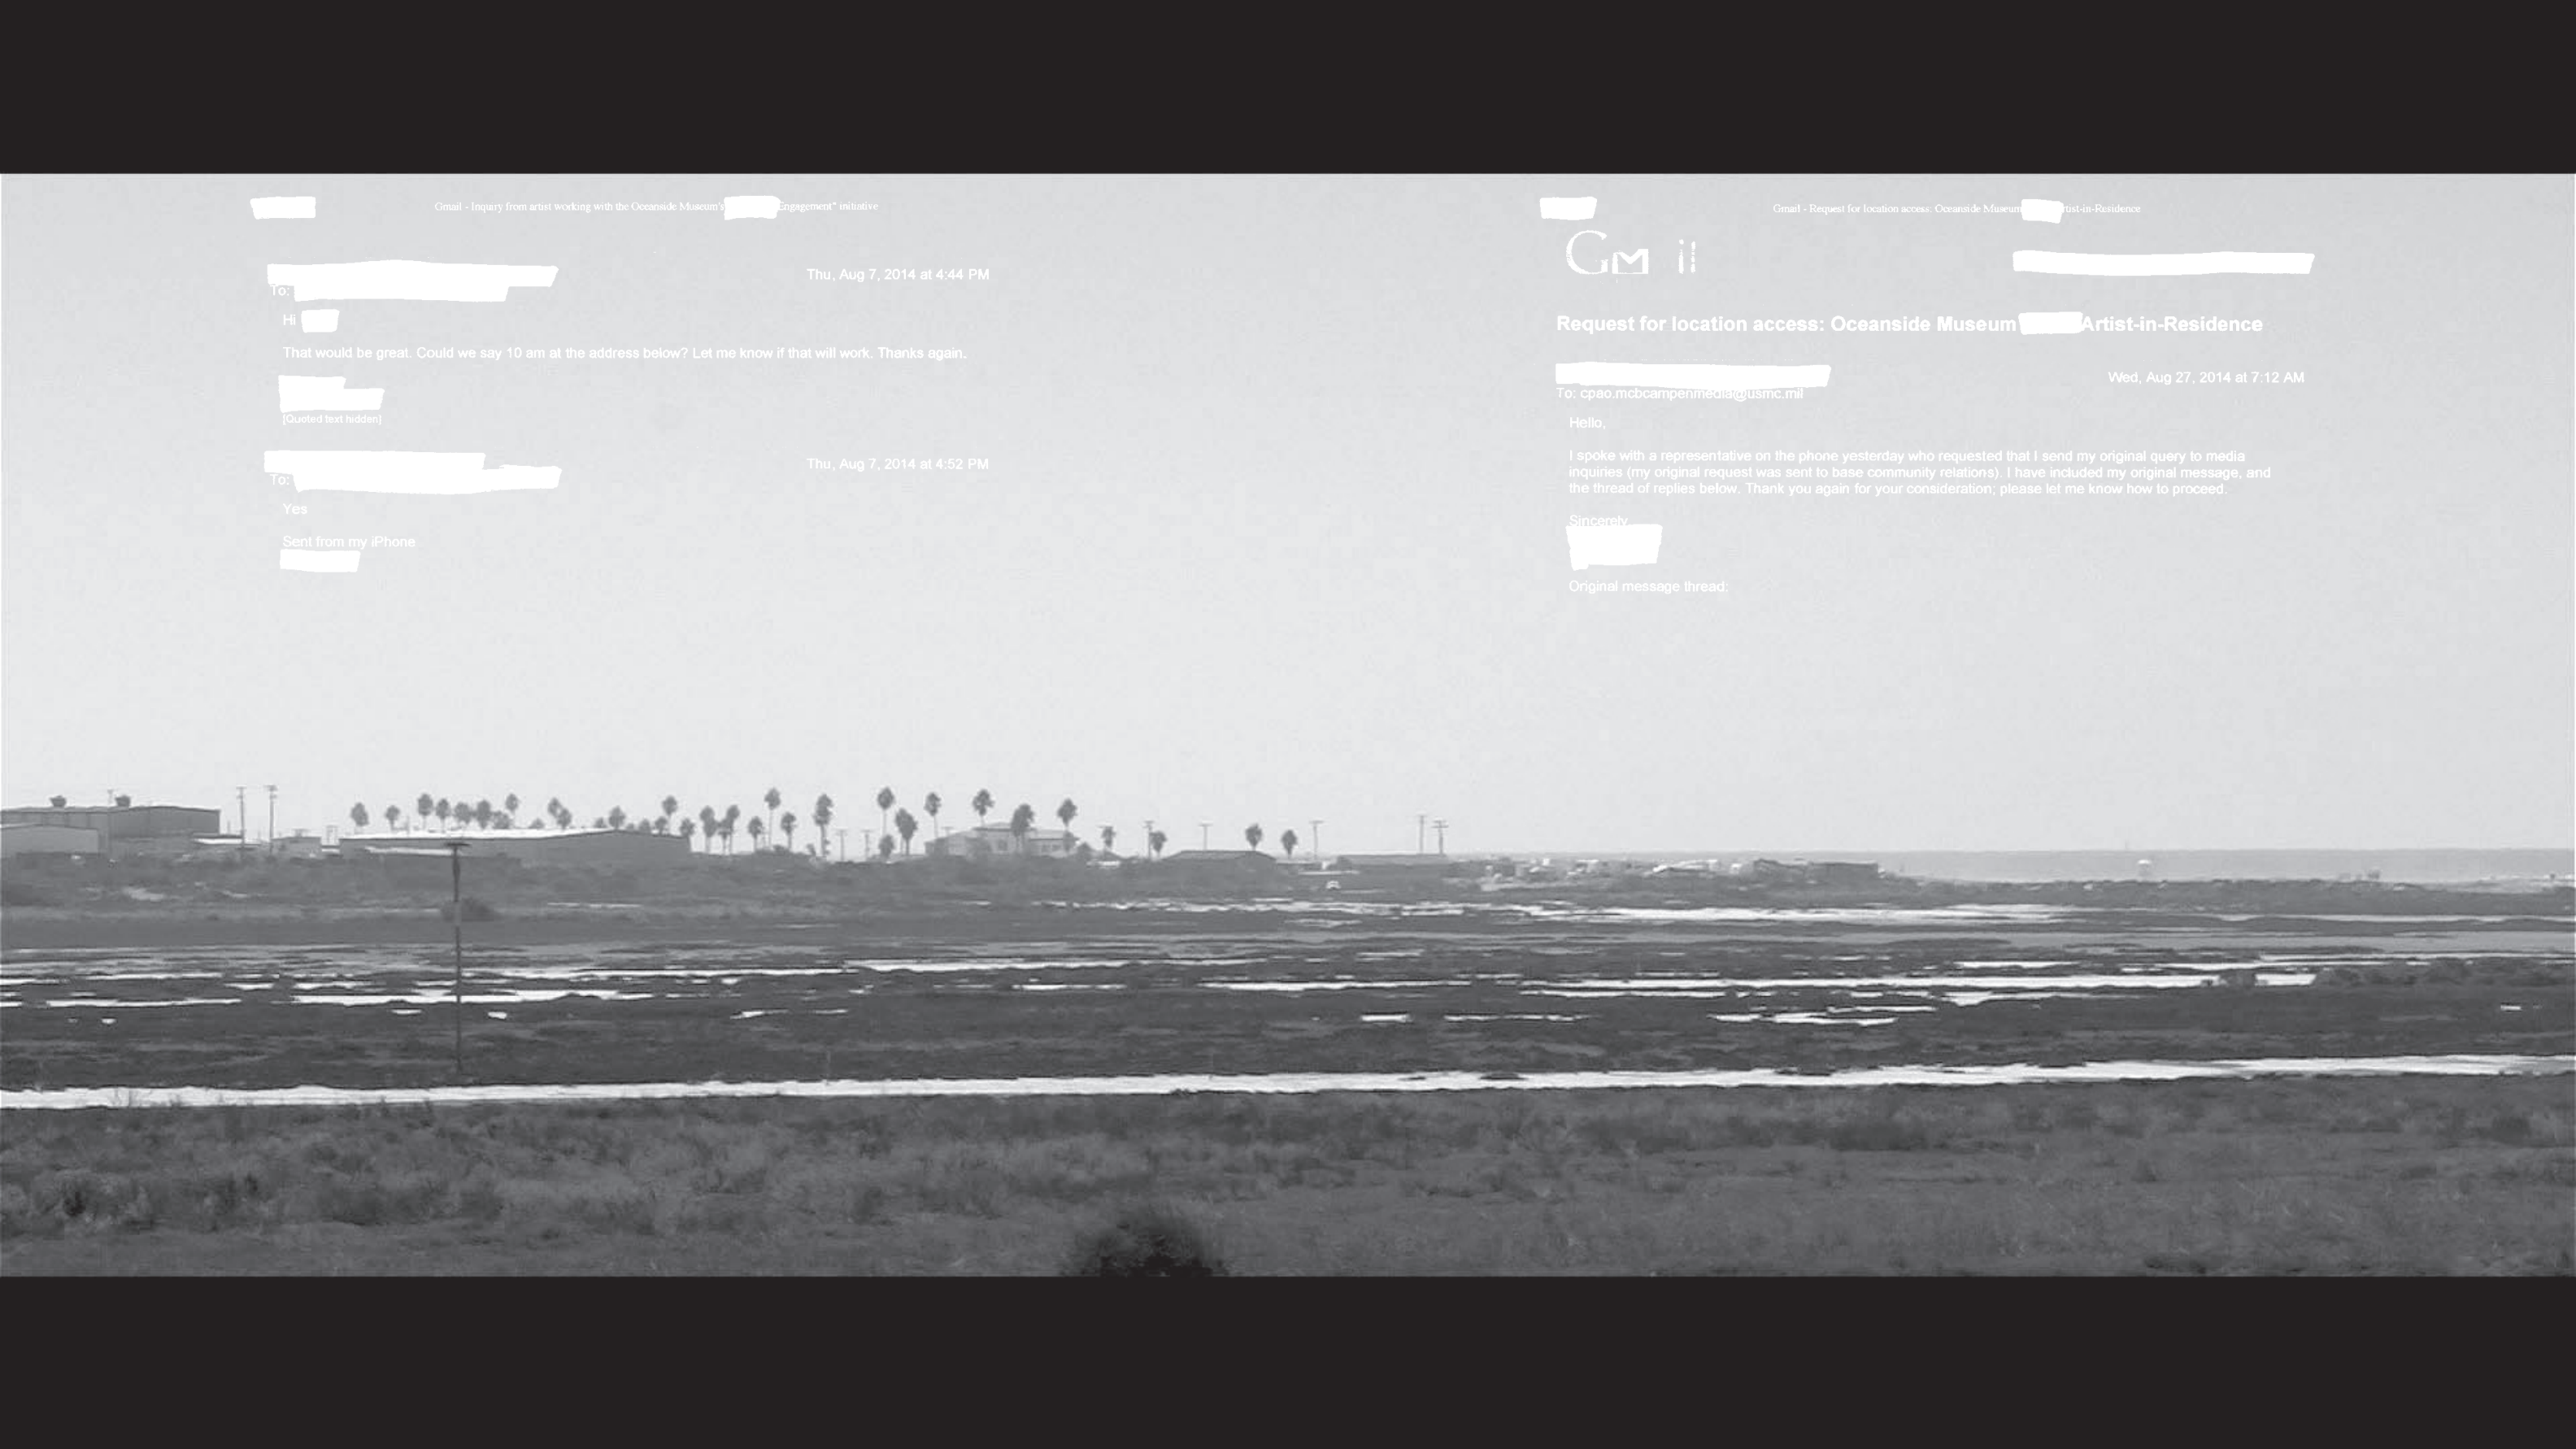 Gmail - Inquiry from artist working with the Oceanside Museum's Engagement" initiative
Thu, Aug 7, 2014 at 4:44 PM
To:
Hi
That would be great. Could we say 10 am at the address below? Let me know if that will work. Thanks again.
[Quoted text hidden]
Thu, Aug 7, 2014 at 4:52 PM
To:
Yes
Sent from my iPhone
Gmail - Request for location access: Oceanside Museum rtist-in-Residence
Gm il
Request for location access: Oceanside Museum Artist-in-Residence
Wed, Aug 27, 2014 at 7:12 AM
To: cpao.mcbcampenmedia@usmc.mil
Hello,
I spoke with a representative on the phone yesterday who requested that I send my original query to media
inquiries (my original request was sent to base community relations). I have included my original message, and
the thread of replies below. Thank you again for your consideration; please let me know how to proceed.
Sincerely
Original message thread: